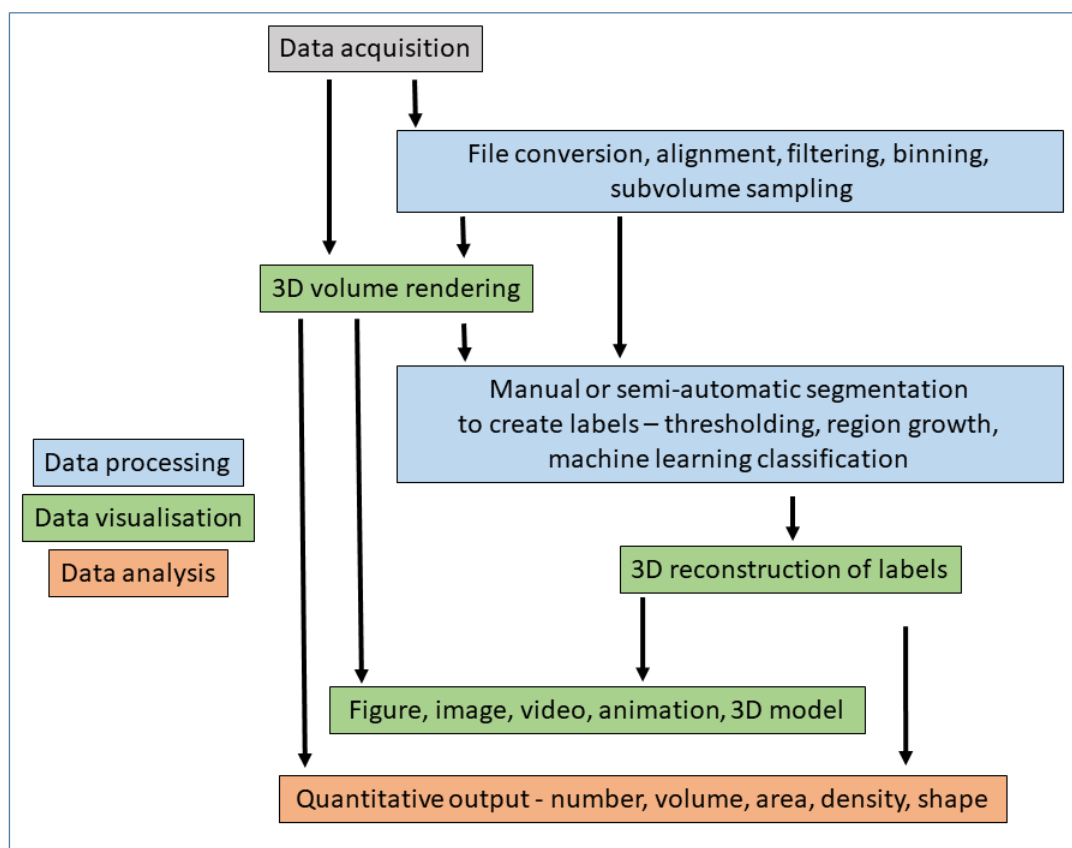 Data acquisition
File conversion, alignment, filtering, binning,
subvolume sampling
3D volume rendering
Manual or semi-automatic segmentation
to create labels – thresholding, region growth,
machine learning classification
Data processing
Data visualisation
Data analysis
3D reconstruction of labels
Figure, image, video, animation, 3D model
Quantitative output - number, volume, area, density, shape